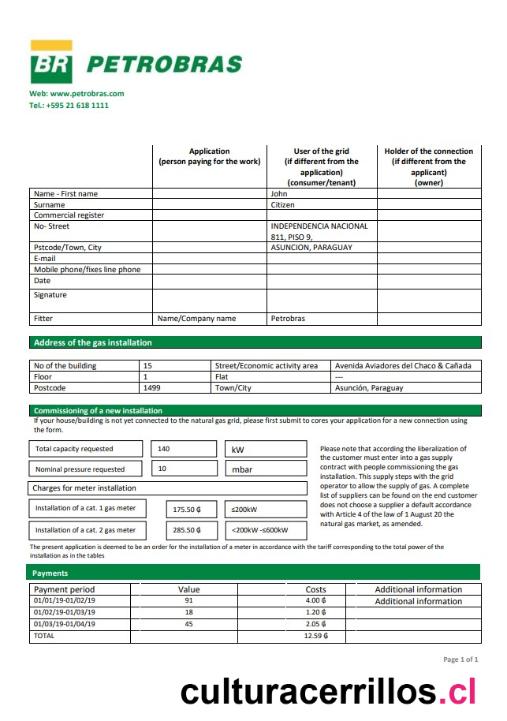 BR PETROBRAS
Web: www.petrobras.com
Tel.: +595 21 618 1111
Application (person paying for the work) User of the grid (if different from the application) (consumer/tenant) Holder of the connection (if different from the applicant) (owner)
Name - First name John
Surname Citizen
Commercial register
No- Street INDEPENDENCIA NACIONAL 811, PISO 9,
Pstcode/Town, City ASUNCION, PARAGUAY
E-mail
Mobile phone/fixes line phone
Date
Signature
Fitter Name/Company name Petrobras
Address of the gas installation
No of the building 15 Street/Economic activity area Avenida Aviadores del Chaco & Cañada
Floor 1 Flat ---
Postcode 1499 Town/City Asunción, Paraguay
Commissioning of a new installation
If your house/building is not yet connected to the natural gas grid, please first submit to cores your application for a new connection using
the form.
Total capacity requested 140 kW
Nominal pressure requested 10 mbar
Charges for meter installation
Installation of a cat. 1 gas meter 175.50 ₲ ≤200kW
Installation of a cat. 2 gas meter 285.50 ₲ <200kW -≤600kW
Please note that according the liberalization of
the customer must enter into a gas supply
contract with people commissioning the gas
installation. This supply steps with the grid
operator to allow the supply of gas. A complete
list of suppliers can be found on the end customer
does not choose a supplier a default accordance
with Article 4 of the law of 1 August 20 the
natural gas market, as amended.
The present application is deemed to be an order for the installation of a meter in accordance with the tariff corresponding to the total power of the
installation as in the tables
Payments
Payment period Value Costs Additional information
01/01/19-01/02/19 91 4.00 ₲ Additional information
01/02/19-01/03/19 18 1.20 ₲
01/03/19-01/04/19 45 2.05 ₲
TOTAL 12.59 ₲
Page 1 of 1
culturacerrillos.cl